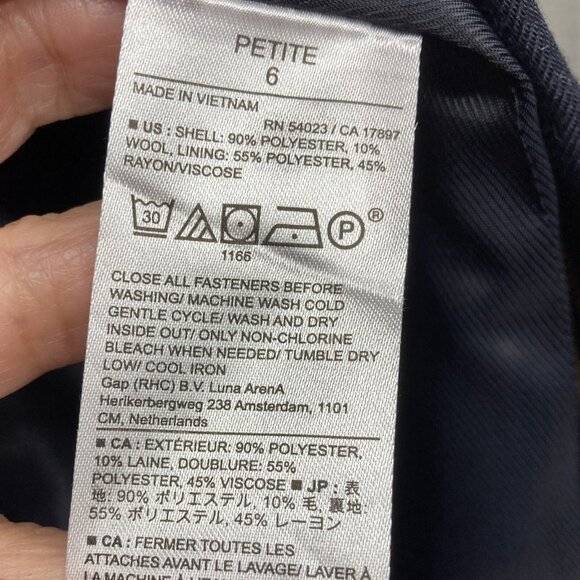 PETITE
6
MADE IN VIETNAM
RN 54023 / CA 17897
■ US : SHELL: 90% POLYESTER, 10%
WOOL, LINING: 55% POLYESTER, 45%
RAYON/VISCOSE
30 P ®
1166
CLOSE ALL FASTENERS BEFORE
WASHING/ MACHINE WASH COLD
GENTLE CYCLE/ WASH AND DRY
INSIDE OUT/ ONLY NON-CHLORINE
BLEACH WHEN NEEDED/ TUMBLE DRY
LOW/ COOL IRON
Gap (RHC) B.V. Luna ArenA
Herikerbergweg 238 Amsterdam, 1101
CM, Netherlands
■ CA : EXTÉRIEUR: 90% POLYESTER,
10% LAINE, DOUBLURE: 55%
POLYESTER, 45% VISCOSE ■ JP : 表
地: 90% ポリエステル, 10% 毛, 裏地:
55% ポリエステル, 45% レーヨン
■ CA : FERMER TOUTES LES
ATTACHES AVANT LE LAVAGE/ LAVER À
LA MACHINE